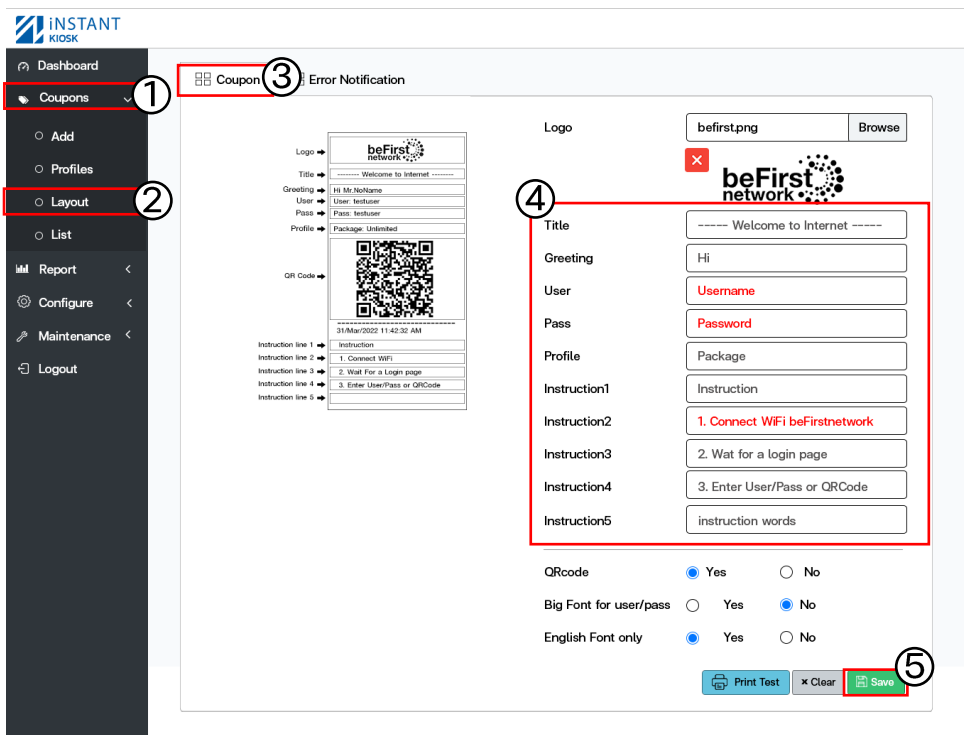 iNSTANT
KIOSK
Dashboard
Coupons
1
Add
Profiles
Layout
2
List
Report
Configure
Maintenance
Logout
Coupon
3
Error Notification
Logo
befirst.png
Browse
beFirst
network
4
Title
----- Welcome to Internet -----
Greeting
Hi
User
Username
Pass
Password
Profile
Package
Instruction1
Instruction
Instruction2
1. Connect WiFi beFirstnetwork
Instruction3
2. Wat for a login page
Instruction4
3. Enter User/Pass or QRCode
Instruction5
instruction words
QRcode
Yes
No
Big Font for user/pass
Yes
No
English Font only
Yes
No
Print Test
Clear
Save
5
Logo
beFirst
network
Title
-------- Welcome to Internet --------
Greeting
Hi Mr.NoName
User
User: testuser
Pass
Pass: testuser
Profile
Package: Unlimited
QR Code
31/Mar/2022 11:42:32 AM
Instruction line 1
Instruction
Instruction line 2
1. Connect WiFi
Instruction line 3
2. Wait For a Login page
Instruction line 4
3. Enter User/Pass or QRCode
Instruction line 5